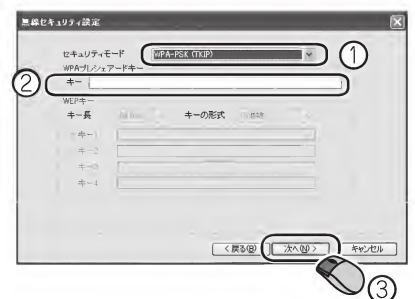 無線セキュリティ設定
セキュリティモード WPA-PSK (TKIP) ①
WPAプレシェアードキー
② キー
WEPキー
キー長 キーの形式
キー1
キー2
キー3
キー4
< 戻る(B) 次へ(N) > キャンセル
③